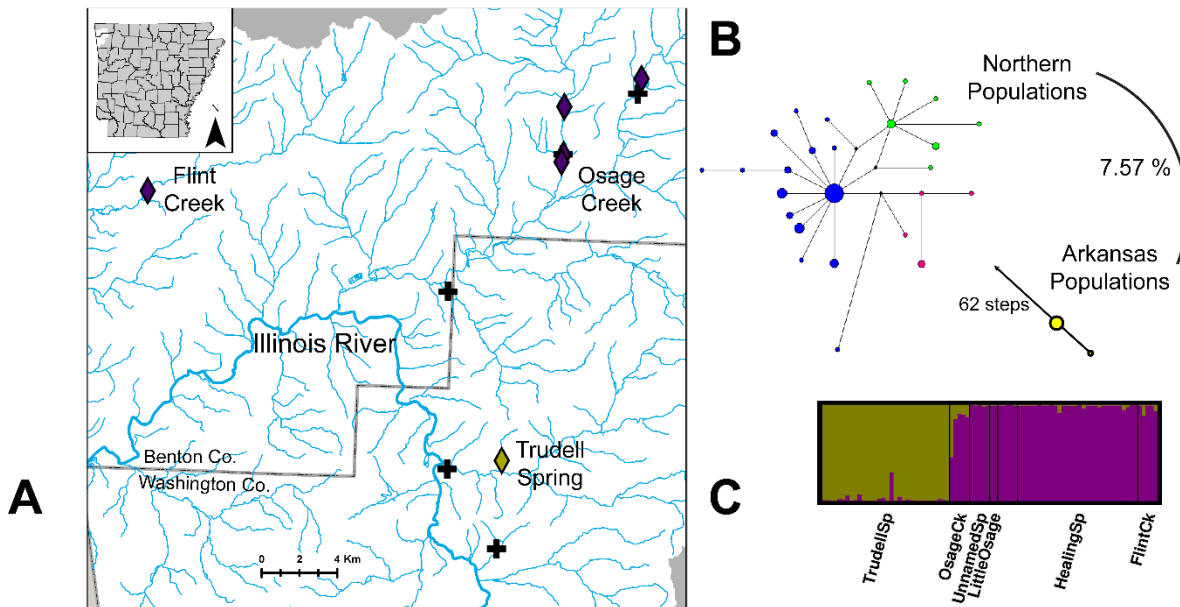 Flint
Creek
Osage
Creek
Illinois River
Benton Co.
Washington Co.
Trudell
Spring
0 2 4 Km
A
B
Northern
Populations
7.57 %
Arkansas
Populations
62 steps
C
TrudellSp
OsageCk
UnnamedSp
LittleOsage
HealingSp
FlintCk